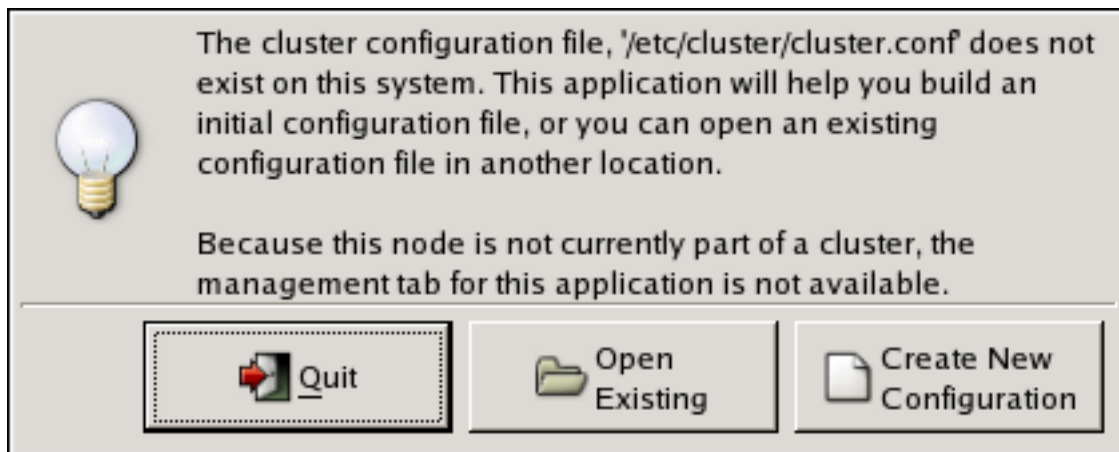 The cluster configuration file, '/etc/cluster/cluster.conf' does not
exist on this system. This application will help you build an
initial configuration file, or you can open an existing
configuration file in another location.
Because this node is not currently part of a cluster, the
management tab for this application is not available.
Quit
Open
Existing
Create New
Configuration